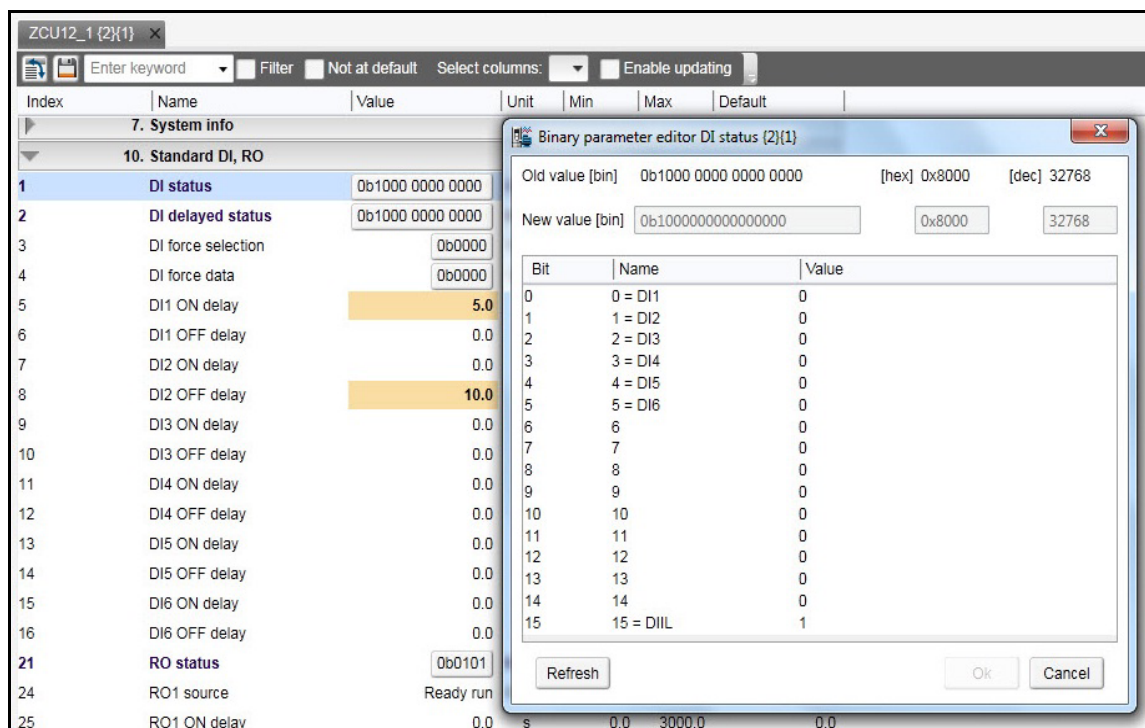 ZCU12_1 {2}{1} ×
Enter keyword Filter Not at default Select columns: Enable updating
Index Name Value Unit Min Max Default
7. System info
10. Standard DI, RO
1 DI status 0b1000 0000 0000
2 DI delayed status 0b1000 0000 0000
3 DI force selection 0b0000
4 DI force data 0b0000
5 DI1 ON delay 5.0
6 DI1 OFF delay 0.0
7 DI2 ON delay 0.0
8 DI2 OFF delay 10.0
9 DI3 ON delay 0.0
10 DI3 OFF delay 0.0
11 DI4 ON delay 0.0
12 DI4 OFF delay 0.0
13 DI5 ON delay 0.0
14 DI5 OFF delay 0.0
15 DI6 ON delay 0.0
16 DI6 OFF delay 0.0
21 RO status 0b0101
24 RO1 source Ready run
25 RO1 ON delay 0.0 s 0.0 3000.0 0.0
Binary parameter editor DI status {2}{1}
Old value [bin] 0b1000 0000 0000 0000 [hex] 0x8000 [dec] 32768
New value [bin] 0b1000000000000000 0x8000 32768
Bit Name Value
0 0 = DI1 0
1 1 = DI2 0
2 2 = DI3 0
3 3 = DI4 0
4 4 = DI5 0
5 5 = DI6 0
6 6 0
7 7 0
8 8 0
9 9 0
10 10 0
11 11 0
12 12 0
13 13 0
14 14 0
15 15 = DIIL 1
Refresh Ok Cancel